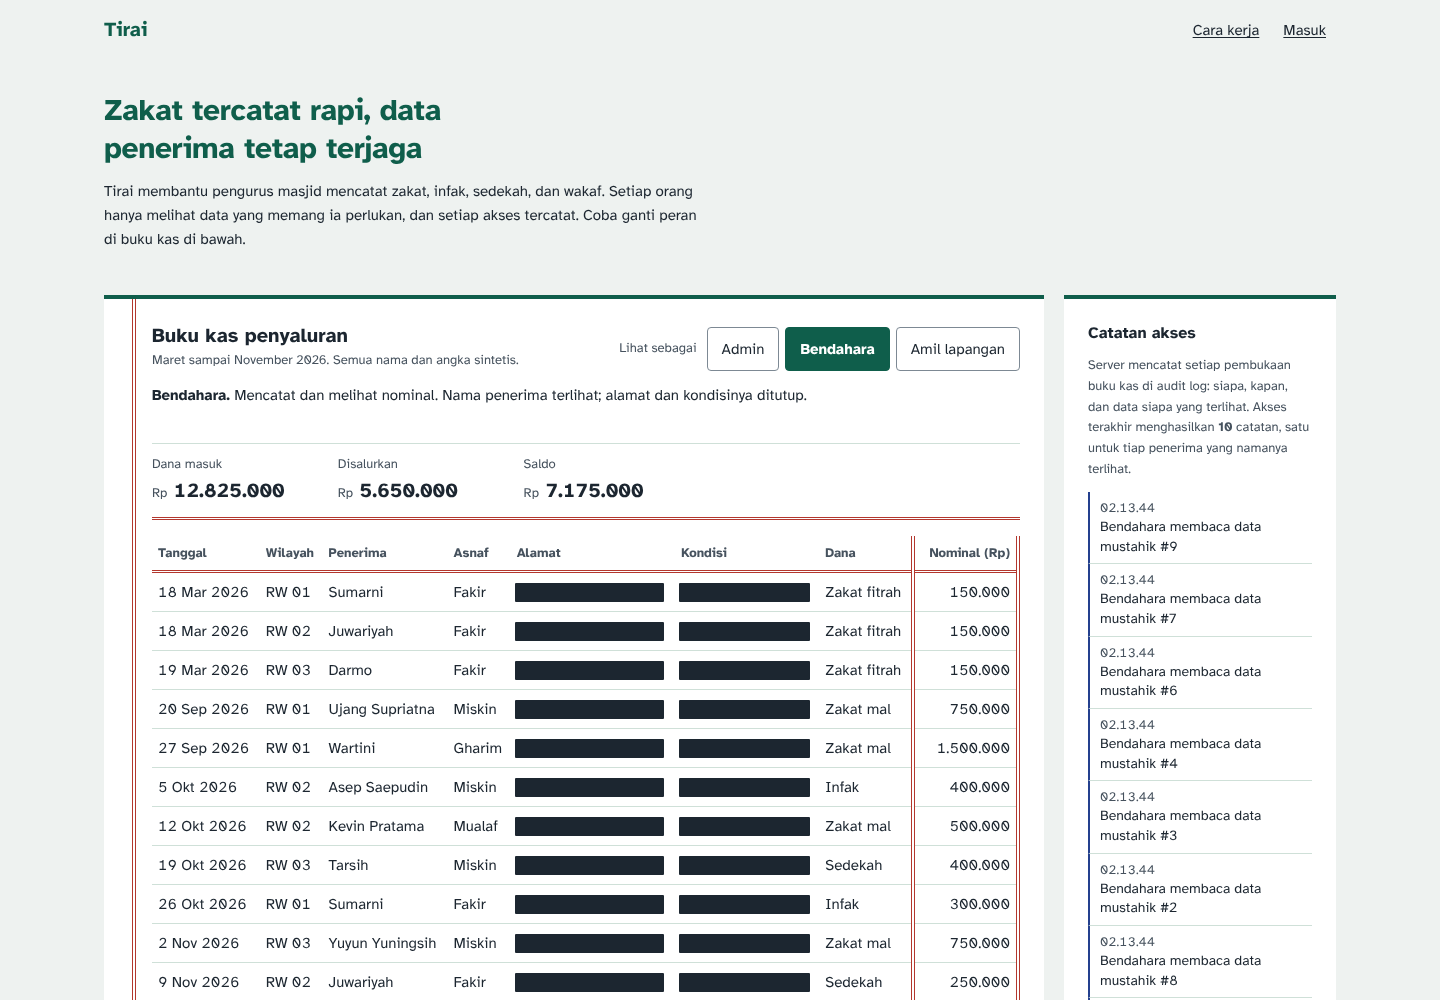 Tirai
Cara kerja
Masuk
Zakat tercatat rapi, data
penerima tetap terjaga
Tirai membantu pengurus masjid mencatat zakat, infak, sedekah, dan wakaf. Setiap orang
hanya melihat data yang memang ia perlukan, dan setiap akses tercatat. Coba ganti peran
di buku kas di bawah.
Buku kas penyaluran
Maret sampai November 2026. Semua nama dan angka sintetis.
Lihat sebagai
Admin
Bendahara
Amil lapangan
Bendahara. Mencatat dan melihat nominal. Nama penerima terlihat; alamat dan kondisinya ditutup.
Dana masuk
Rp 12.825.000
Disalurkan
Rp 5.650.000
Saldo
Rp 7.175.000
Tanggal Wilayah Penerima Asnaf Alamat Kondisi Dana Nominal (Rp)
18 Mar 2026 RW 01 Sumarni Fakir Zakat fitrah 150.000
18 Mar 2026 RW 02 Juwariyah Fakir Zakat fitrah 150.000
19 Mar 2026 RW 03 Darmo Fakir Zakat fitrah 150.000
20 Sep 2026 RW 01 Ujang Supriatna Miskin Zakat mal 750.000
27 Sep 2026 RW 01 Wartini Gharim Zakat mal 1.500.000
5 Okt 2026 RW 02 Asep Saepudin Miskin Infak 400.000
12 Okt 2026 RW 02 Kevin Pratama Mualaf Zakat mal 500.000
19 Okt 2026 RW 03 Tarsih Miskin Sedekah 400.000
26 Okt 2026 RW 01 Sumarni Fakir Infak 300.000
2 Nov 2026 RW 03 Yuyun Yuningsih Miskin Zakat mal 750.000
9 Nov 2026 RW 02 Juwariyah Fakir Sedekah 250.000
Catatan akses
Server mencatat setiap pembukaan
buku kas di audit log: siapa, kapan,
dan data siapa yang terlihat. Akses
terakhir menghasilkan 10 catatan, satu
untuk tiap penerima yang namanya
terlihat.
02.13.44
Bendahara membaca data
mustahik #9
02.13.44
Bendahara membaca data
mustahik #7
02.13.44
Bendahara membaca data
mustahik #6
02.13.44
Bendahara membaca data
mustahik #4
02.13.44
Bendahara membaca data
mustahik #3
02.13.44
Bendahara membaca data
mustahik #2
02.13.44
Bendahara membaca data
mustahik #8